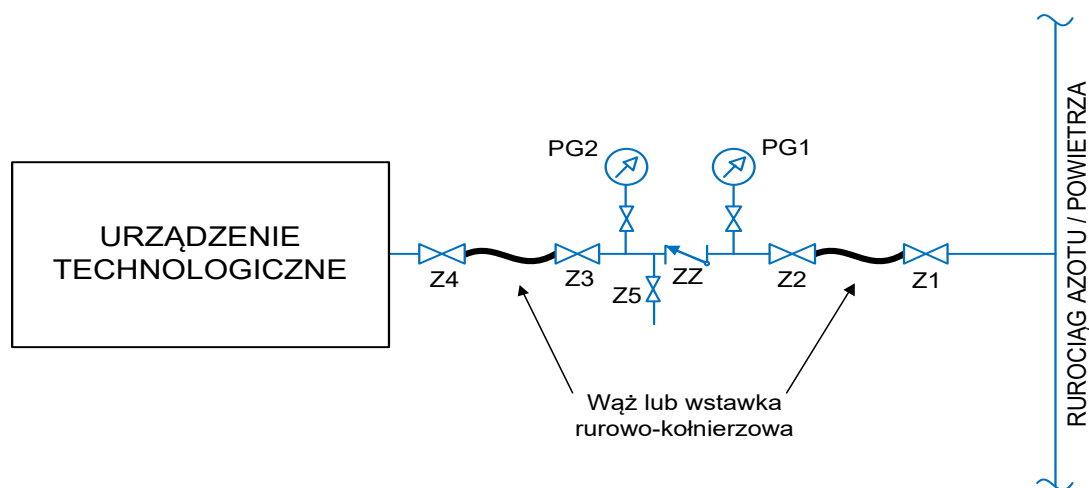 PG2
PG1
URZĄDZENIE
TECHNOLOGICZNE
Z4
Z3
Z5
ZZ
Z2
Z1
Wąż lub wstawka
rurowo-kołnierzowa
RUROCIĄG AZOTU / POWIETRZA